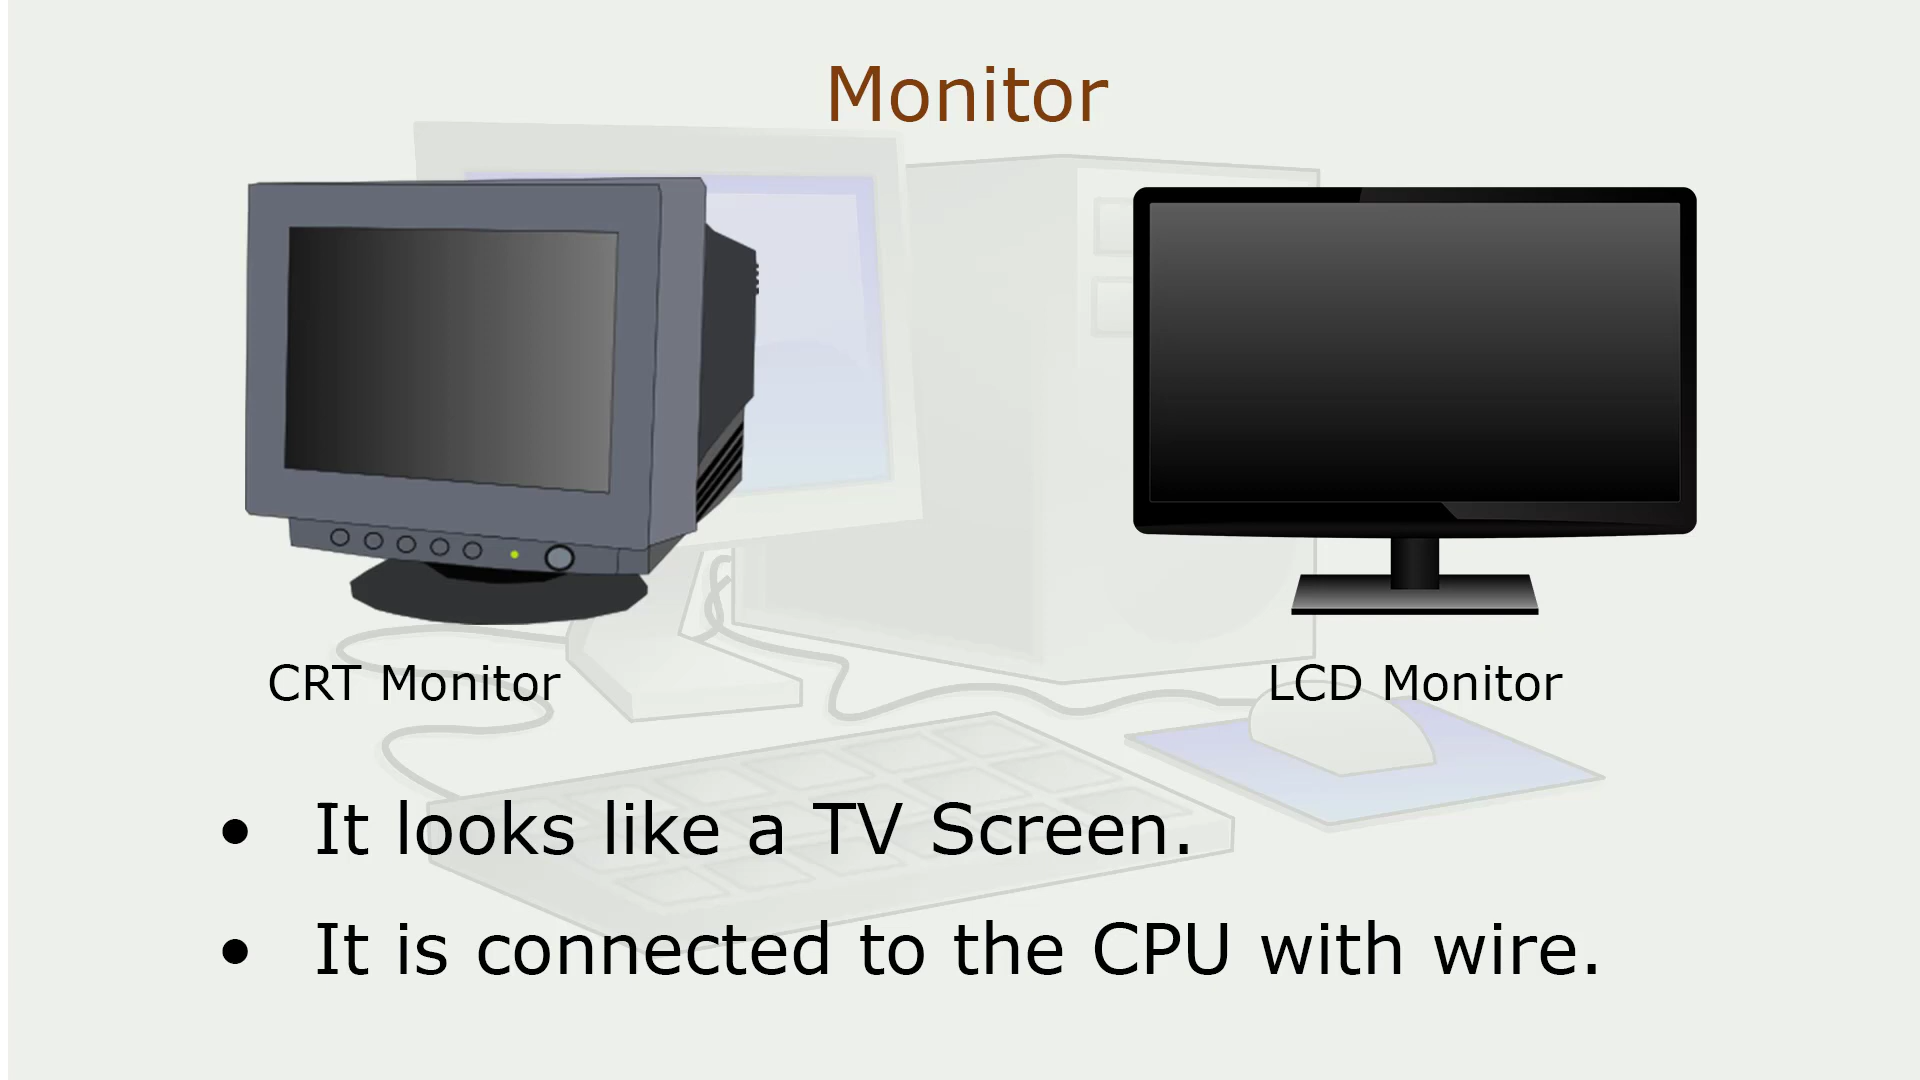 Monitor
CRT Monitor
LCD Monitor
• It looks like a TV Screen.
• It is connected to the CPU with wire.